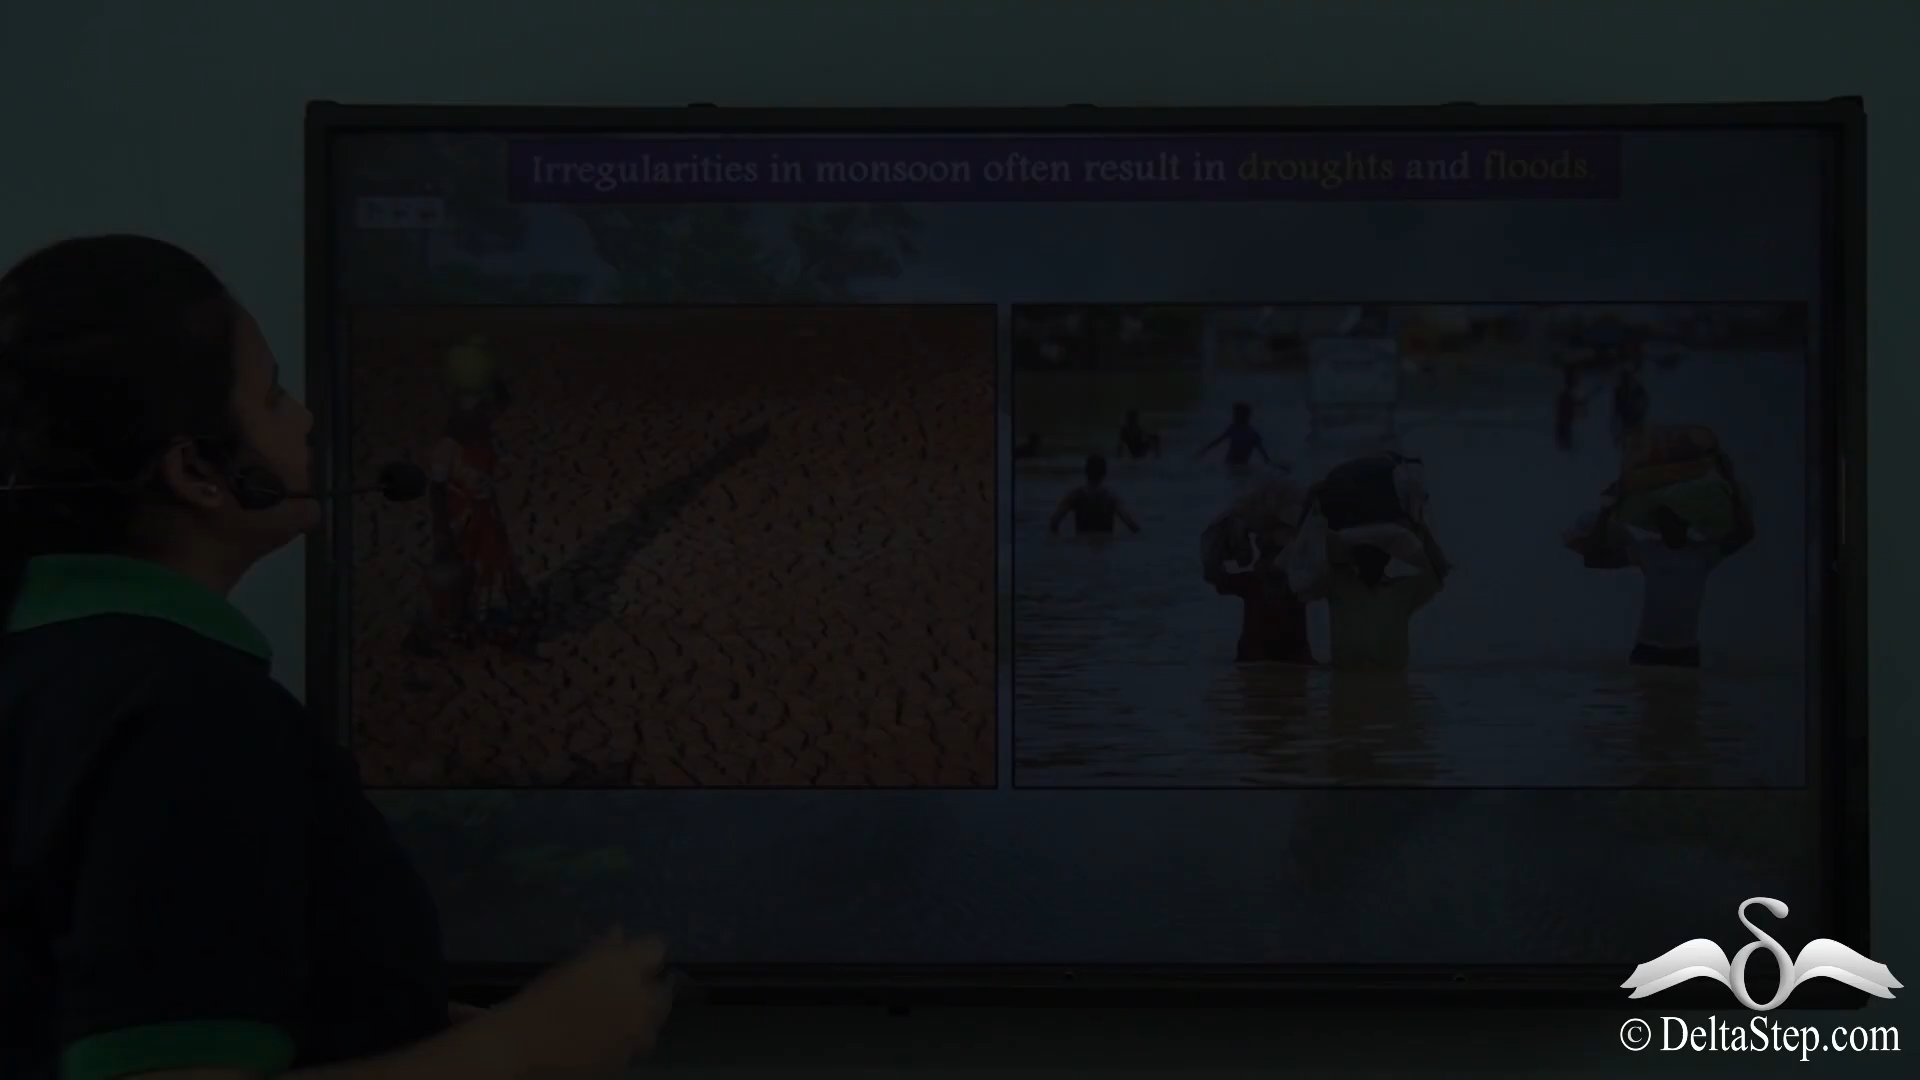 Irregularities in monsoon often result in droughts and floods.
© DeltaStep.com